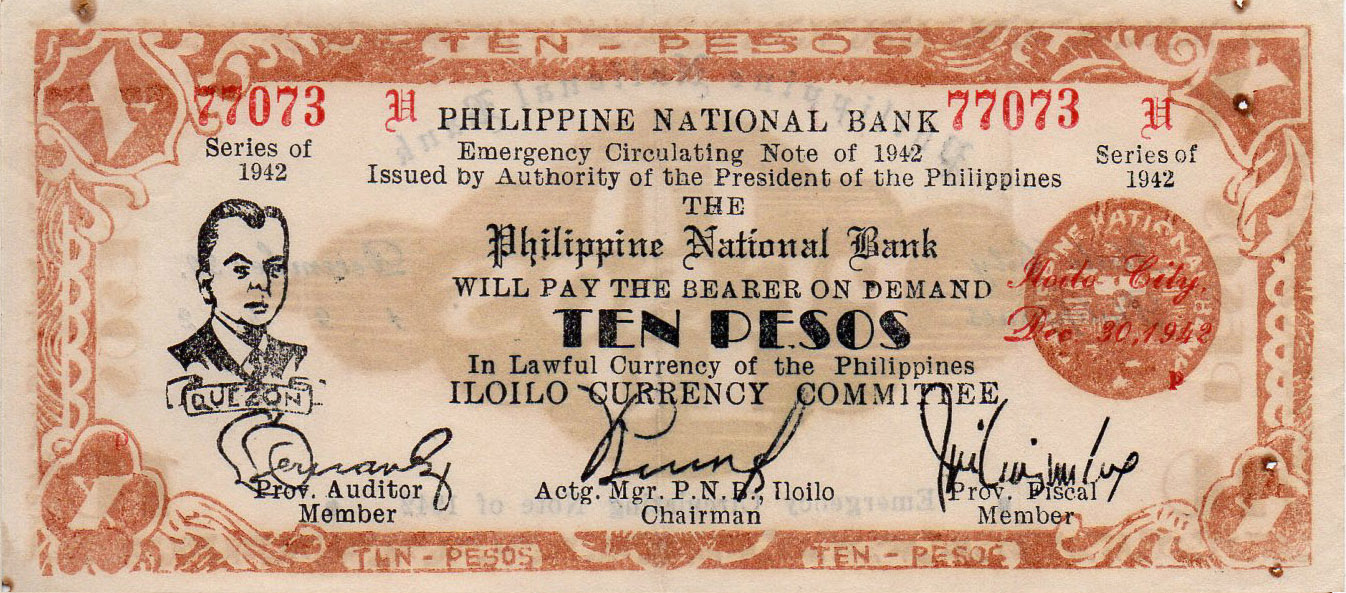 TEN - PESOS
77073 H
77073 H
PHILIPPINE NATIONAL BANK
Series of
1942
Emergency Circulating Note of 1942
Series of
1942
Issued by Authority of the President of the Philippines
THE
Philippine National Bank
WILL PAY THE BEARER ON DEMAND
Iloilo City,
Dec. 30, 1942
TEN PESOS
In Lawful Currency of the Philippines
P
QUEZON
ILOILO CURRENCY COMMITTEE
Prov. Auditor
Member
Actg. Mgr. P.N.B., Iloilo
Chairman
Prov. Fiscal
Member
TEN - PESOS
TEN - PESOS